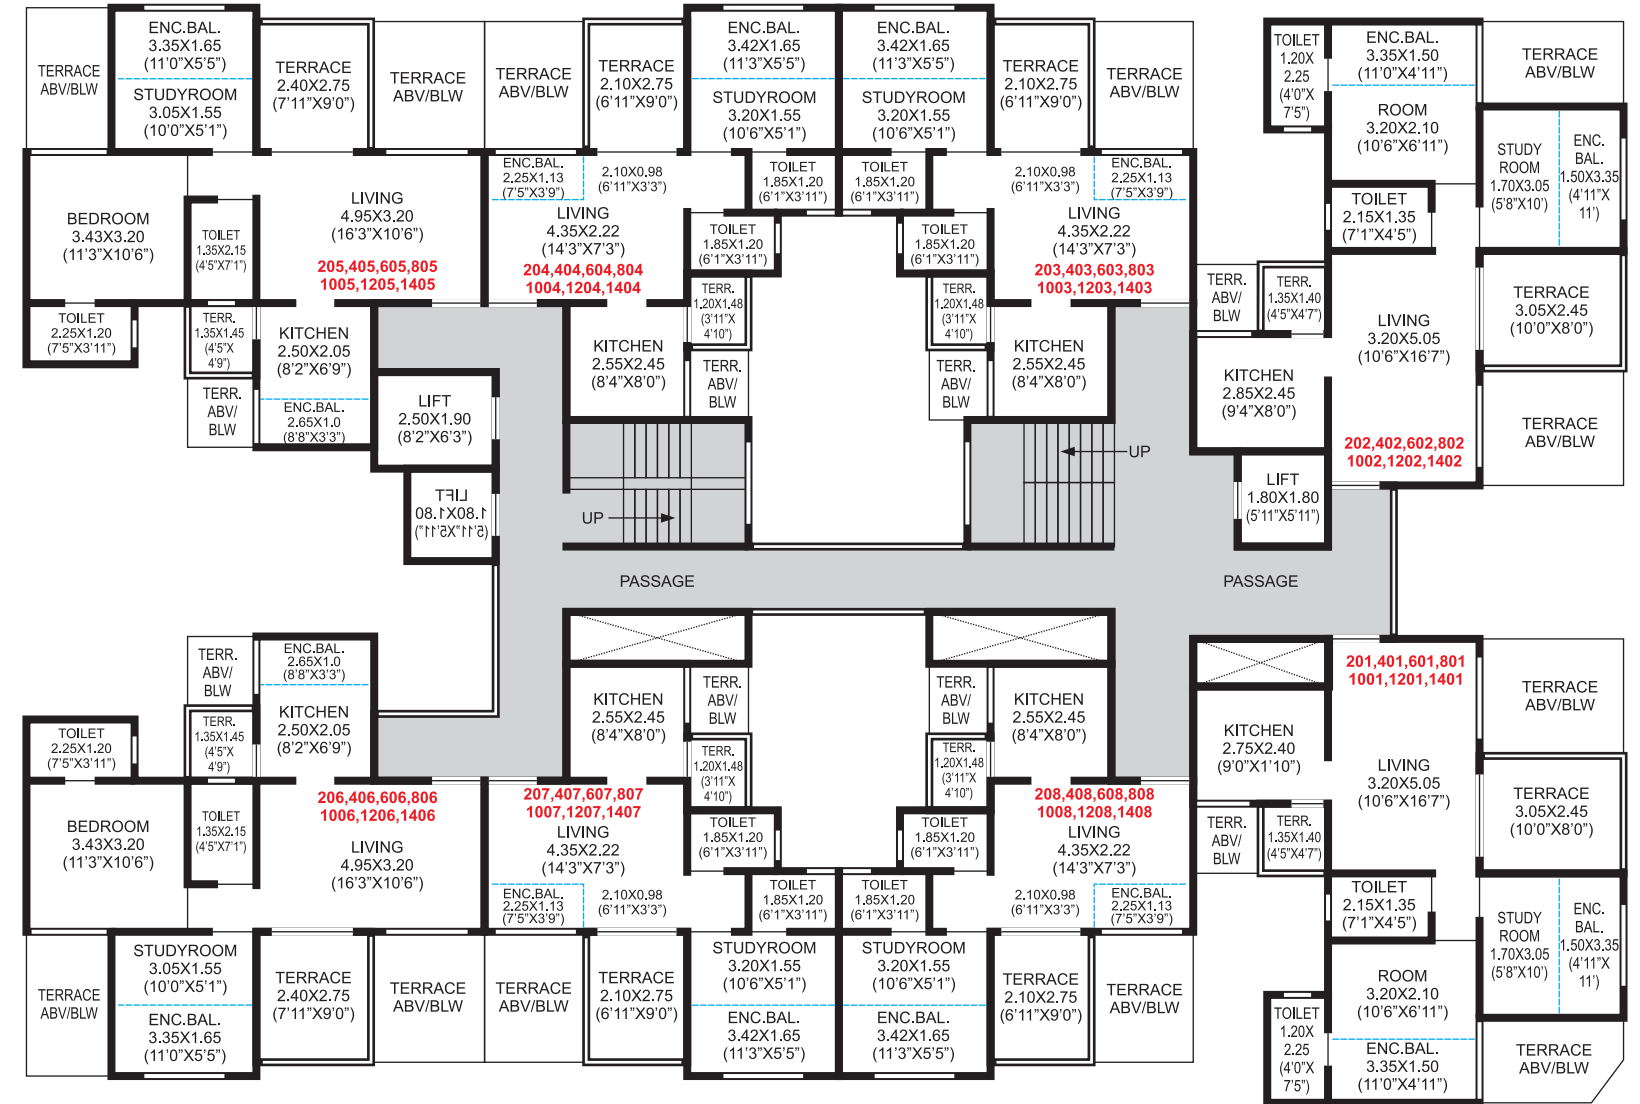 ENC.BAL.
3.35X1.65
(11'0"X5'5")
STUDYROOM
3.05X1.55
(10'0"X5'1")
TERRACE
ABV/BLW
TERRACE
2.40X2.75
(7'11"X9'0")
TERRACE
ABV/BLW
TERRACE
ABV/BLW
TERRACE
2.10X2.75
(6'11"X9'0")
ENC.BAL.
3.42X1.65
(11'3"X5'5")
STUDYROOM
3.20X1.55
(10'6"X5'1")
ENC.BAL.
3.42X1.65
(11'3"X5'5")
STUDYROOM
3.20X1.55
(10'6"X5'1")
TERRACE
2.10X2.75
(6'11"X9'0")
TERRACE
ABV/BLW
TOILET
1.20X
2.25
(4'0"X
7'5")
ENC.BAL.
3.35X1.50
(11'0"X4'11")
ROOM
3.20X2.10
(10'6"X6'11")
TERRACE
ABV/BLW
STUDY
ROOM
1.70X3.05
(5'8"X10')
ENC.
BAL.
1.50X3.35
(4'11"X
11')
BEDROOM
3.43X3.20
(11'3"X10'6")
TOILET
1.35X2.15
(4'5"X7'1")
LIVING
4.95X3.20
(16'3"X10'6")
205,405,605,805
1005,1205,1405
ENC.BAL.
2.25X1.13
(7'5"X3'9")
2.10X0.98
(6'11"X3'3")
LIVING
4.35X2.22
(14'3"X7'3")
204,404,604,804
1004,1204,1404
TOILET
1.85X1.20
(6'1"X3'11")
TOILET
1.85X1.20
(6'1"X3'11")
TOILET
1.85X1.20
(6'1"X3'11")
TOILET
1.85X1.20
(6'1"X3'11")
2.10X0.98
(6'11"X3'3")
ENC.BAL.
2.25X1.13
(7'5"X3'9")
LIVING
4.35X2.22
(14'3"X7'3")
203,403,603,803
1003,1203,1403
TOILET
2.15X1.35
(7'1"X4'5")
TERR.
ABV/
BLW
TERR.
1.35X1.40
(4'5"X4'7")
LIVING
3.20X5.05
(10'6"X16'7")
TERRACE
3.05X2.45
(10'0"X8'0")
TOILET
2.25X1.20
(7'5"X3'11")
TERR.
1.35X1.45
(4'5"X
4'9")
KITCHEN
2.50X2.05
(8'2"X6'9")
TERR.
ABV/
BLW
ENC.BAL.
2.65X1.0
(8'8"X3'3")
LIFT
2.50X1.90
(8'2"X6'3")
KITCHEN
2.55X2.45
(8'4"X8'0")
TERR.
1.20X1.48
(3'11"X
4'10")
TERR.
ABV/
BLW
TERR.
1.20X1.48
(3'11"X
4'10")
TERR.
ABV/
BLW
KITCHEN
2.55X2.45
(8'4"X8'0")
KITCHEN
2.85X2.45
(9'4"X8'0")
TERRACE
ABV/BLW
202,402,602,802
1002,1202,1402
UP
LIFT
1.80X1.80
(5'11"X5'11")
LIFT
1.80X1.80
(5'11"X5'11")
UP
PASSAGE
PASSAGE
TERR.
ABV/
BLW
ENC.BAL.
2.65X1.0
(8'8"X3'3")
KITCHEN
2.50X2.05
(8'2"X6'9")
TOILET
2.25X1.20
(7'5"X3'11")
TERR.
1.35X1.45
(4'5"X
4'9")
KITCHEN
2.55X2.45
(8'4"X8'0")
TERR.
ABV/
BLW
TERR.
1.20X1.48
(3'11"X
4'10")
TERR.
ABV/
BLW
TERR.
1.20X1.48
(3'11"X
4'10")
KITCHEN
2.55X2.45
(8'4"X8'0")
201,401,601,801
1001,1201,1401
TERRACE
ABV/BLW
KITCHEN
2.75X2.40
(9'0"X1'10")
LIVING
3.20X5.05
(10'6"X16'7")
TERRACE
3.05X2.45
(10'0"X8'0")
BEDROOM
3.43X3.20
(11'3"X10'6")
TOILET
1.35X2.15
(4'5"X7'1")
206,406,606,806
1006,1206,1406
LIVING
4.95X3.20
(16'3"X10'6")
207,407,607,807
1007,1207,1407
LIVING
4.35X2.22
(14'3"X7'3")
ENC.BAL.
2.25X1.13
(7'5"X3'9")
2.10X0.98
(6'11"X3'3")
TOILET
1.85X1.20
(6'1"X3'11")
TOILET
1.85X1.20
(6'1"X3'11")
TOILET
1.85X1.20
(6'1"X3'11")
TOILET
1.85X1.20
(6'1"X3'11")
208,408,608,808
1008,1208,1408
LIVING
4.35X2.22
(14'3"X7'3")
2.10X0.98
(6'11"X3'3")
ENC.BAL.
2.25X1.13
(7'5"X3'9")
TERR.
ABV/
BLW
TERR.
1.35X1.40
(4'5"X4'7")
TOILET
2.15X1.35
(7'1"X4'5")
STUDY
ROOM
1.70X3.05
(5'8"X10')
ENC.
BAL.
1.50X3.35
(4'11"X
11')
TERRACE
ABV/BLW
STUDYROOM
3.05X1.55
(10'0"X5'1")
ENC.BAL.
3.35X1.65
(11'0"X5'5")
TERRACE
2.40X2.75
(7'11"X9'0")
TERRACE
ABV/BLW
TERRACE
ABV/BLW
TERRACE
2.10X2.75
(6'11"X9'0")
STUDYROOM
3.20X1.55
(10'6"X5'1")
ENC.BAL.
3.42X1.65
(11'3"X5'5")
STUDYROOM
3.20X1.55
(10'6"X5'1")
ENC.BAL.
3.42X1.65
(11'3"X5'5")
TERRACE
2.10X2.75
(6'11"X9'0")
TERRACE
ABV/BLW
TOILET
1.20X
2.25
(4'0"X
7'5")
ROOM
3.20X2.10
(10'6"X6'11")
ENC.BAL.
3.35X1.50
(11'0"X4'11")
TERRACE
ABV/BLW